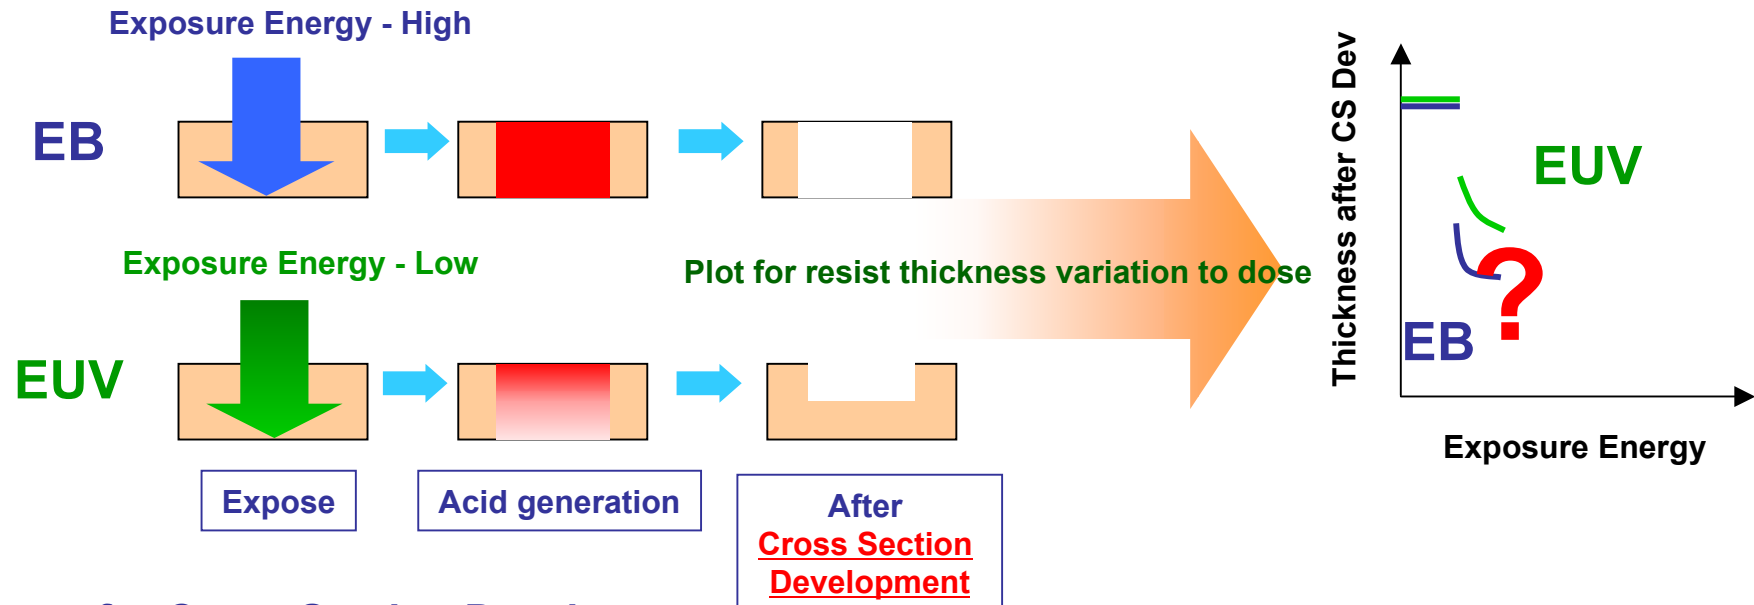 Exposure Energy - High
EB
Exposure Energy - Low
EUV
Plot for resist thickness variation to dose
Expose
Acid generation
After
Cross Section
Development
Thickness after CS Dev
EUV
EB
?
Exposure Energy